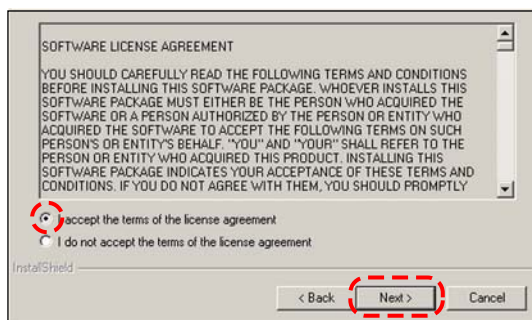 SOFTWARE LICENSE AGREEMENT
YOU SHOULD CAREFULLY READ THE FOLLOWING TERMS AND CONDITIONS
BEFORE INSTALLING THIS SOFTWARE PACKAGE. WHOEVER INSTALLS THIS
SOFTWARE PACKAGE MUST EITHER BE THE PERSON WHO ACQUIRED THE
SOFTWARE OR A PERSON AUTHORIZED BY THE PERSON OR ENTITY WHO
ACQUIRED THE SOFTWARE TO ACCEPT THE FOLLOWING TERMS ON SUCH
PERSON'S OR ENTITY'S BEHALF. "YOU" AND "YOUR" SHALL REFER TO THE
PERSON OR ENTITY WHO ACQUIRED THIS PRODUCT. INSTALLING THIS
SOFTWARE PACKAGE INDICATES YOUR ACCEPTANCE OF THESE TERMS AND
CONDITIONS. IF YOU DO NOT AGREE WITH THEM, YOU SHOULD PROMPTLY
I accept the terms of the license agreement
I do not accept the terms of the license agreement
InstallShield
< Back Next > Cancel